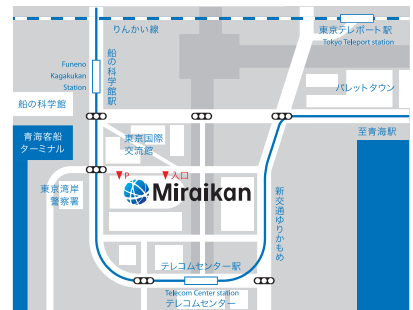 りんかい線
東京テレポート駅
Tokyo Teleport station
船の科学館駅
Funeno
Kagakukan
Station
パレットタウン
船の科学館
青海客船
ターミナル
東京国際
交流館
至青海駅
P
入口
Miraikan
東京湾岸
警察署
新交通ゆりかもめ
テレコムセンター駅
Telecom Center station
テレコムセンター